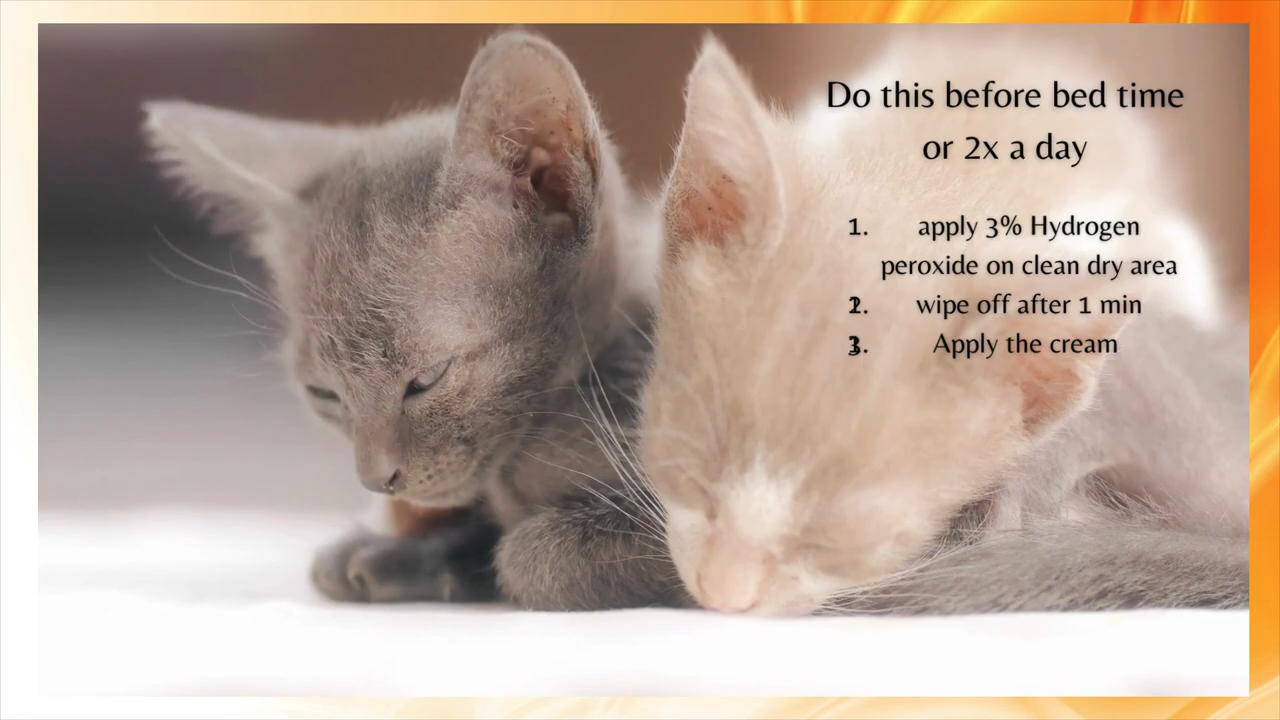 Do this before bed time
or 2x a day
1. apply 3% Hydrogen
peroxide on clean dry area
2. wipe off after 1 min
3. Apply the cream